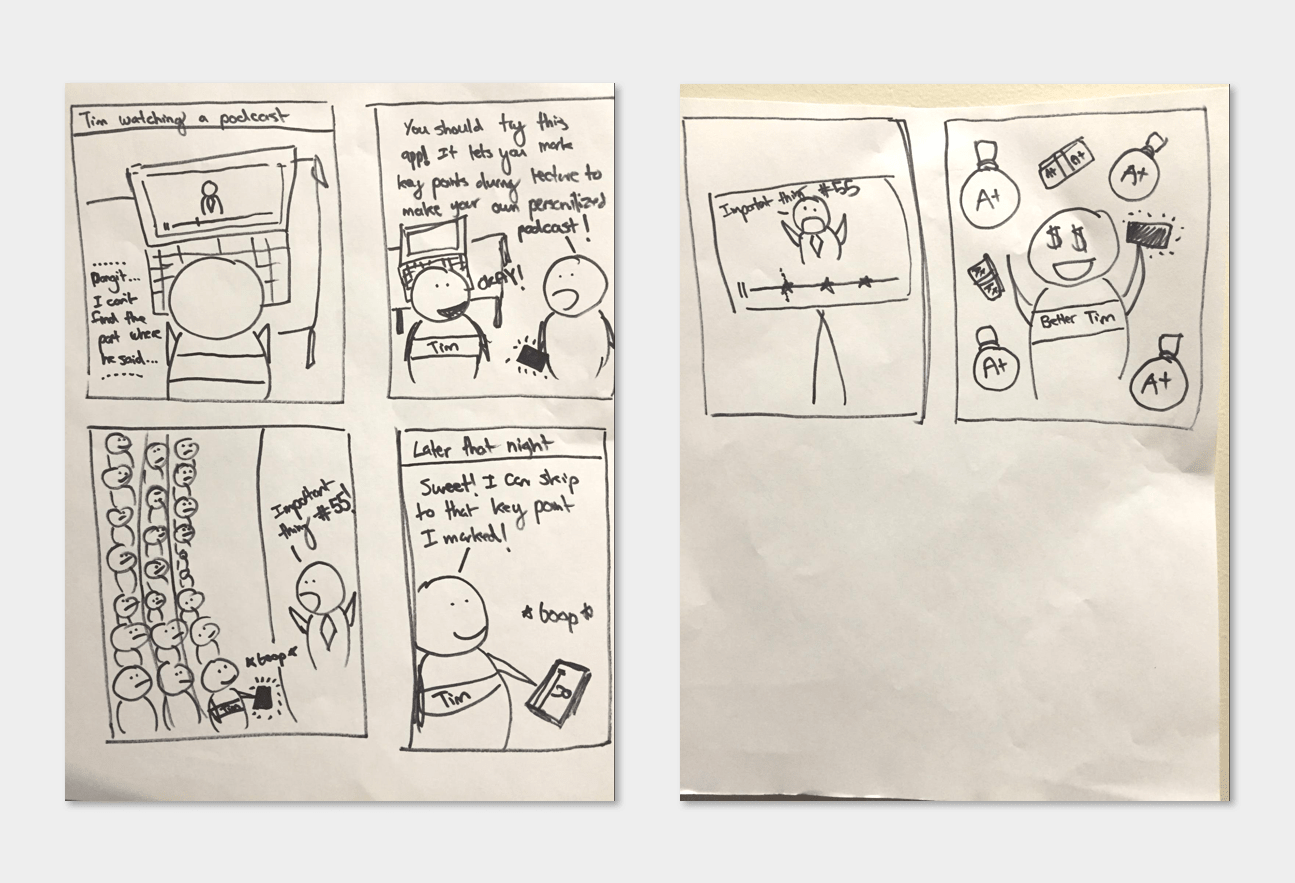 Tim watching a podcast
Dangit...
I can't
find the
part where
he said...
You should try this
app! It lets you mark
key points during lecture to
make your own personilized
podcast!
OKAY!
Tim
Important
thing #55!
*boop*
Tim
Later that night
Sweet! I can skip
to that key point
I marked!
*boop*
Tim
Important thing #55
A+
A+
A+
A+
A+
Better Tim
A+
A+